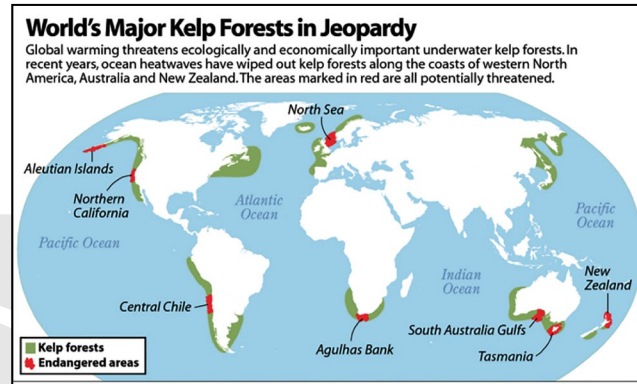 World's Major Kelp Forests in Jeopardy
Global warming threatens ecologically and economically important underwater kelp forests. In
recent years, ocean heatwaves have wiped out kelp forests along the coasts of western North
America, Australia and New Zealand. The areas marked in red are all potentially threatened.
North Sea
Aleutian Islands
Northern
California
Atlantic
Ocean
Pacific
Ocean
Pacific Ocean
Indian
Ocean
New
Zealand
Central Chile
South Australia Gulfs
Agulhas Bank
Tasmania
Kelp forests
Endangered areas